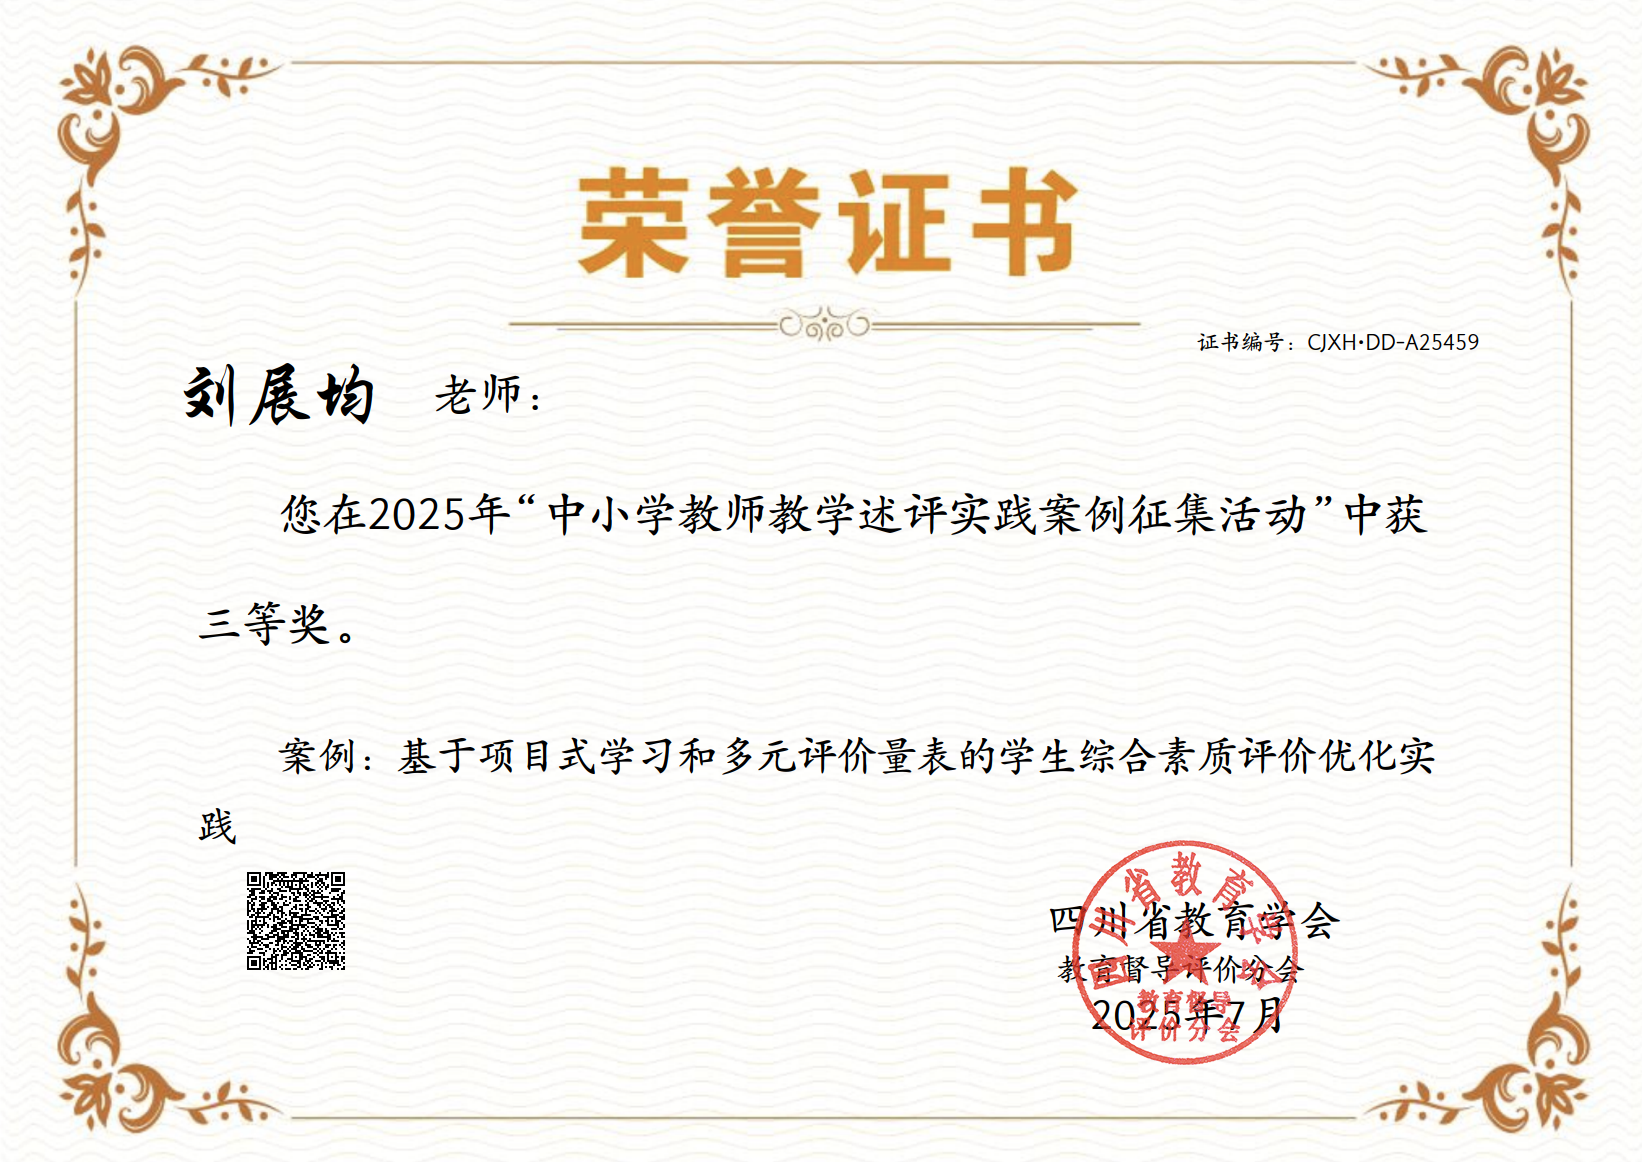 荣誉证书
证书编号：CJXH·DD-A25459
刘展均 老师：
您在2025年“中小学教师教学述评实践案例征集活动”中获
三等奖。
案例：基于项目式学习和多元评价量表的学生综合素质评价优化实
践
四川省教育学会
教育督导评价分会
2025年7月
四川省教育学会
教育督导
评价分会